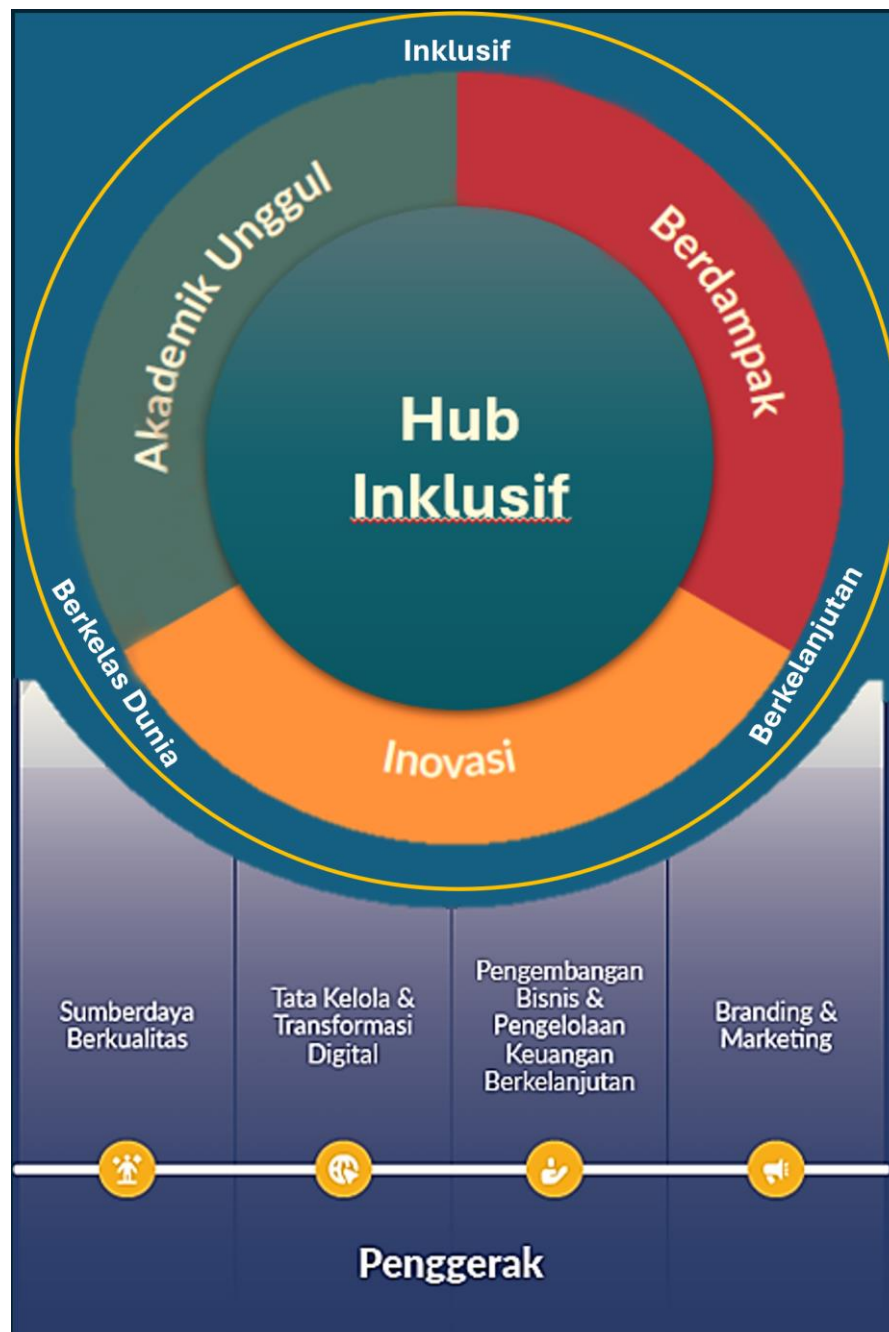 Inklusif
Akademik Unggul
Berdampak
Hub
Inklusif
Berkelas Dunia
Berkelanjutan
Inovasi
Sumberdaya
Berkualitas
Tata Kelola &
Transformasi
Digital
Pengembangan
Bisnis &
Pengelolaan
Keuangan
Berkelanjutan
Branding &
Marketing
Penggerak